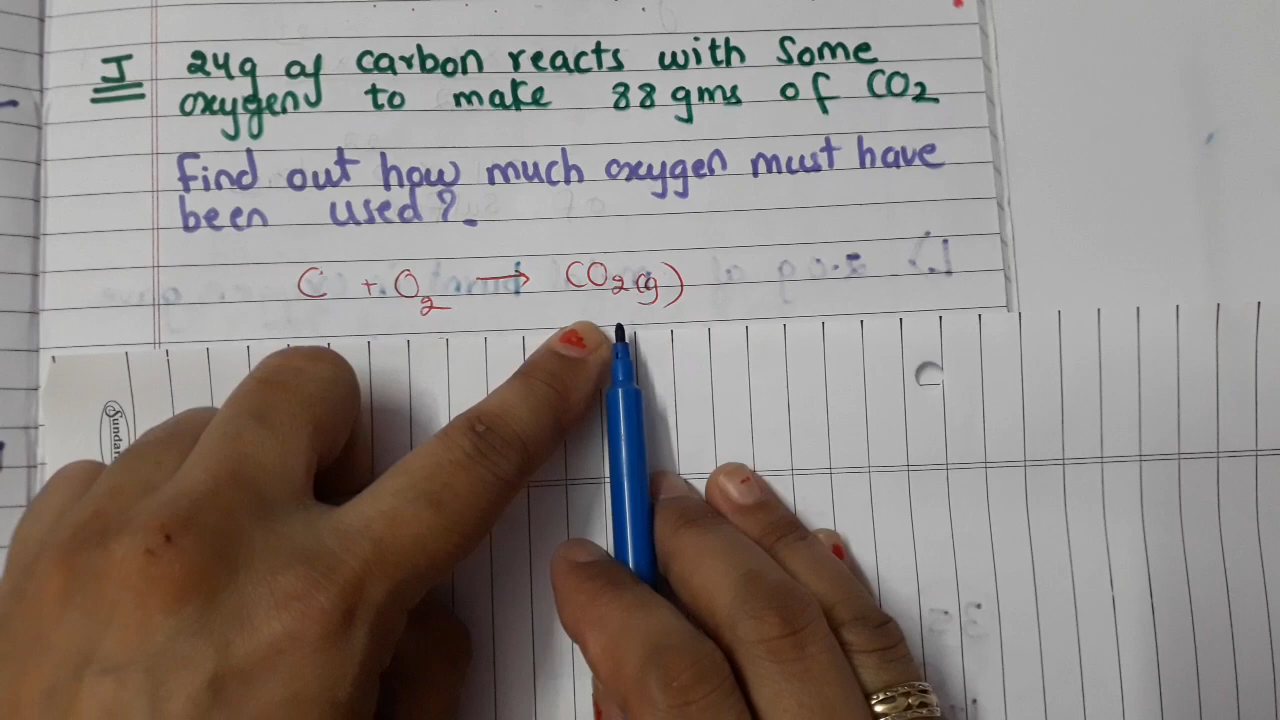 I 24g of carbon reacts with some
oxygen to make 88 gms of CO2
Find out how much oxygen must have
been used?
C + O2 → CO2(g)
Sundar